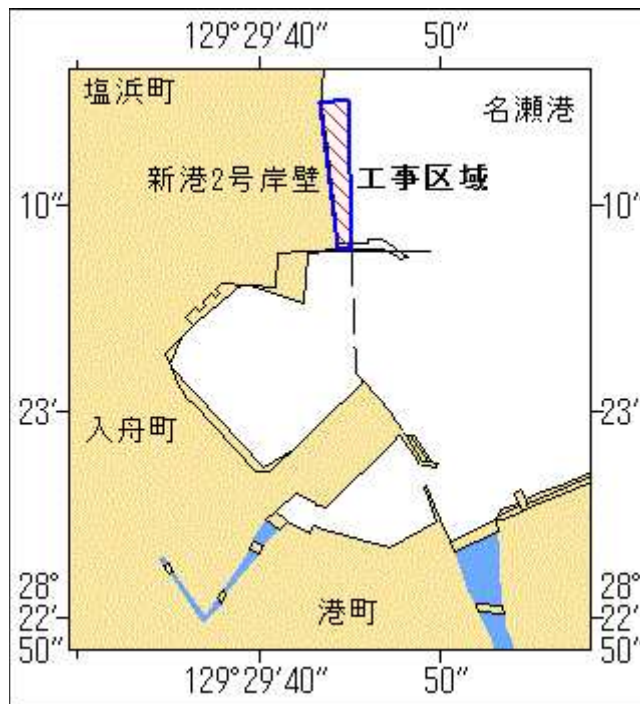 129°29′40″ 50″
塩浜町
名瀬港
新港2号岸壁 工事区域
10″ 10″
23′ 23′
入舟町
28° 28°
22′ 22′
港町
50″ 50″
129°29′40″ 50″